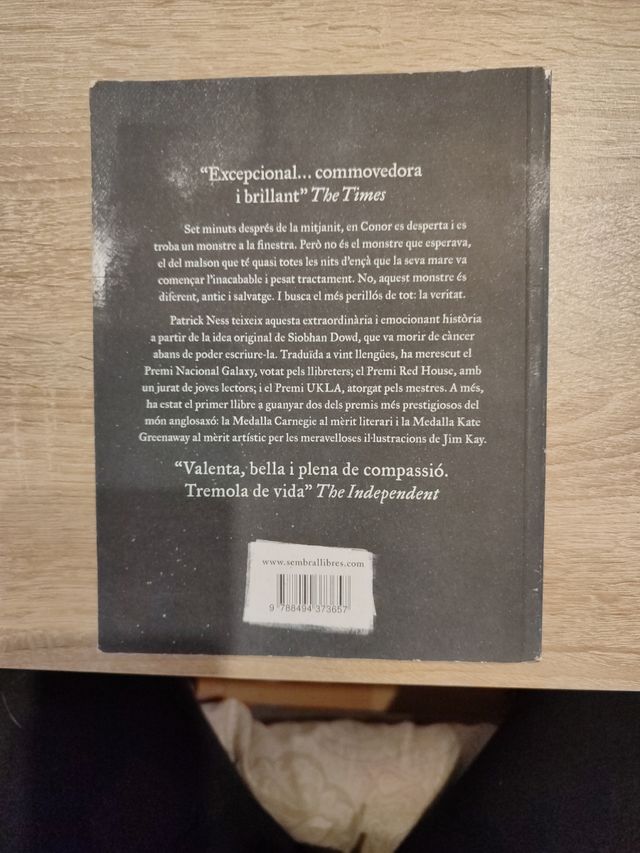 “Excepcional... commovedora
i brillant” The Times
Set minuts després de la mitjanit, en Conor es desperta i es
troba un monstre a la finestra. Però no és el monstre que esperava,
el del malson que té quasi totes les nits d'ençà que la seva mare va
començar l'inacabable i pesat tractament. No, aquest monstre és
diferent, antic i salvatge. I busca el més perillós de tot: la veritat.
Patrick Ness teixeix aquesta extraordinària i emocionant història
a partir de la idea original de Siobhan Dowd, que va morir de càncer
abans de poder escriure-la. Traduïda a vint llengües, ha merescut el
Premi Nacional Galaxy, votat pels llibreters; el Premi Red House, amb
un jurat de joves lectors; i el Premi UKLA, atorgat pels mestres. A més,
ha estat el primer llibre a guanyar dos dels premis més prestigiosos del
món anglosaxó: la Medalla Carnegie al mèrit literari i la Medalla Kate
Greenaway al mèrit artístic per les meravelloses il·lustracions de Jim Kay.
“Valenta, bella i plena de compassió.
Tremola de vida” The Independent
www.sembrallibres.com
9 788494 373657